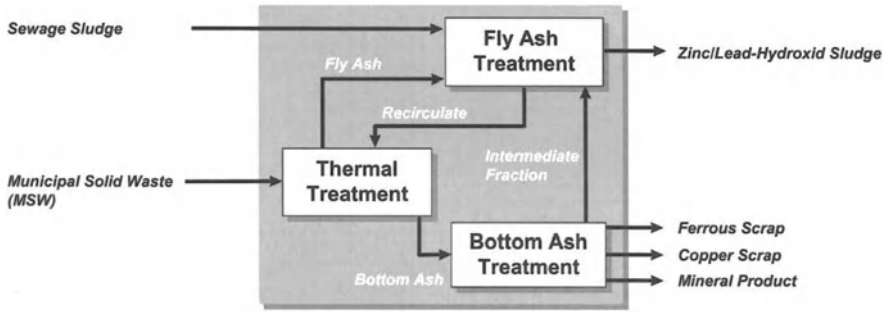 Sewage Sludge
Fly Ash
Treatment
Zinc/Lead-Hydroxid Sludge
Fly Ash
Recirculate
Municipal Solid Waste
(MSW)
Thermal
Treatment
Intermediate
Fraction
Bottom Ash
Bottom Ash
Treatment
Ferrous Scrap
Copper Scrap
Mineral Product